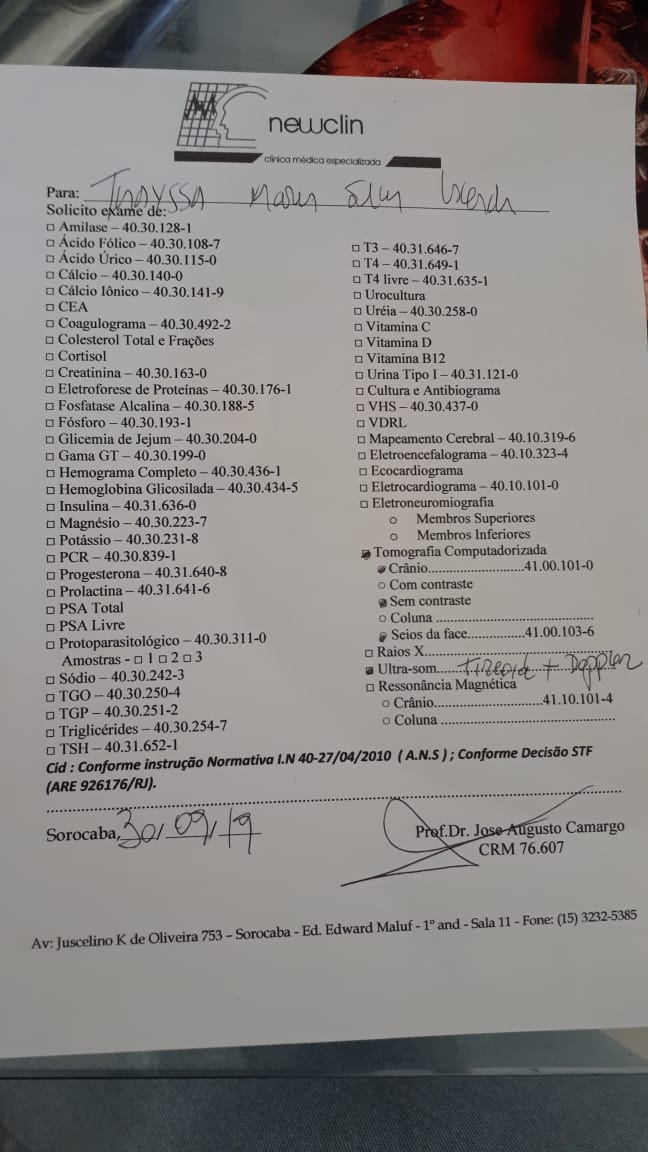 newclin
clínica médica especializada
Para: Thayssa
Solicito exame de:
□ Amilase – 40.30.128-1
□ Ácido Fólico – 40.30.108-7
□ Ácido Úrico – 40.30.115-0
□ Cálcio – 40.30.140-0
□ Cálcio Iônico – 40.30.141-9
□ CEA
□ Coagulograma – 40.30.492-2
□ Colesterol Total e Frações
□ Cortisol
□ Creatinina – 40.30.163-0
□ Eletroforese de Proteínas – 40.30.176-1
□ Fosfatase Alcalina – 40.30.188-5
□ Fósforo – 40.30.193-1
□ Glicemia de Jejum – 40.30.204-0
□ Gama GT – 40.30.199-0
□ Hemograma Completo – 40.30.436-1
□ Hemoglobina Glicosilada – 40.30.434-5
□ Insulina – 40.31.636-0
□ Magnésio – 40.30.223-7
□ Potássio – 40.30.231-8
□ PCR – 40.30.839-1
□ Progesterona – 40.31.640-8
□ Prolactina – 40.31.641-6
□ PSA Total
□ PSA Livre
□ Protoparasitológico – 40.30.311-0
Amostras - □ 1 □ 2 □ 3
□ Sódio – 40.30.242-3
□ TGO – 40.30.250-4
□ TGP – 40.30.251-2
□ Triglicérides – 40.30.254-7
□ TSH – 40.31.652-1
□ T3 – 40.31.646-7
□ T4 – 40.31.649-1
□ T4 livre – 40.31.635-1
□ Urocultura
□ Uréia – 40.30.258-0
□ Vitamina C
□ Vitamina D
□ Vitamina B12
□ Urina Tipo I – 40.31.121-0
□ Cultura e Antibiograma
□ VHS – 40.30.437-0
□ VDRL
□ Mapeamento Cerebral – 40.10.319-6
□ Eletroencefalograma – 40.10.323-4
□ Ecocardiograma
□ Eletrocardiograma – 40.10.101-0
□ Eletroneuromiografia
o Membros Superiores
o Membros Inferiores
Tomografia Computadorizada
Crânio...........................41.00.101-0
o Com contraste
Sem contraste
o Coluna ...........................................
Seios da face................41.00.103-6
□ Raios X...................................................
Ultra-som.......Tireoide + Doppler
□ Ressonância Magnética
o Crânio..............................41.10.101-4
o Coluna ................................................
Cid : Conforme instrução Normativa I.N 40-27/04/2010 ( A.N.S ) ; Conforme Decisão STF
(ARE 926176/RJ).
Sorocaba, 30/09/19
Prof.Dr. Jose Augusto Camargo
CRM 76.607
Av: Juscelino K de Oliveira 753 – Sorocaba - Ed. Edward Maluf - 1º and - Sala 11 - Fone: (15) 3232-5385